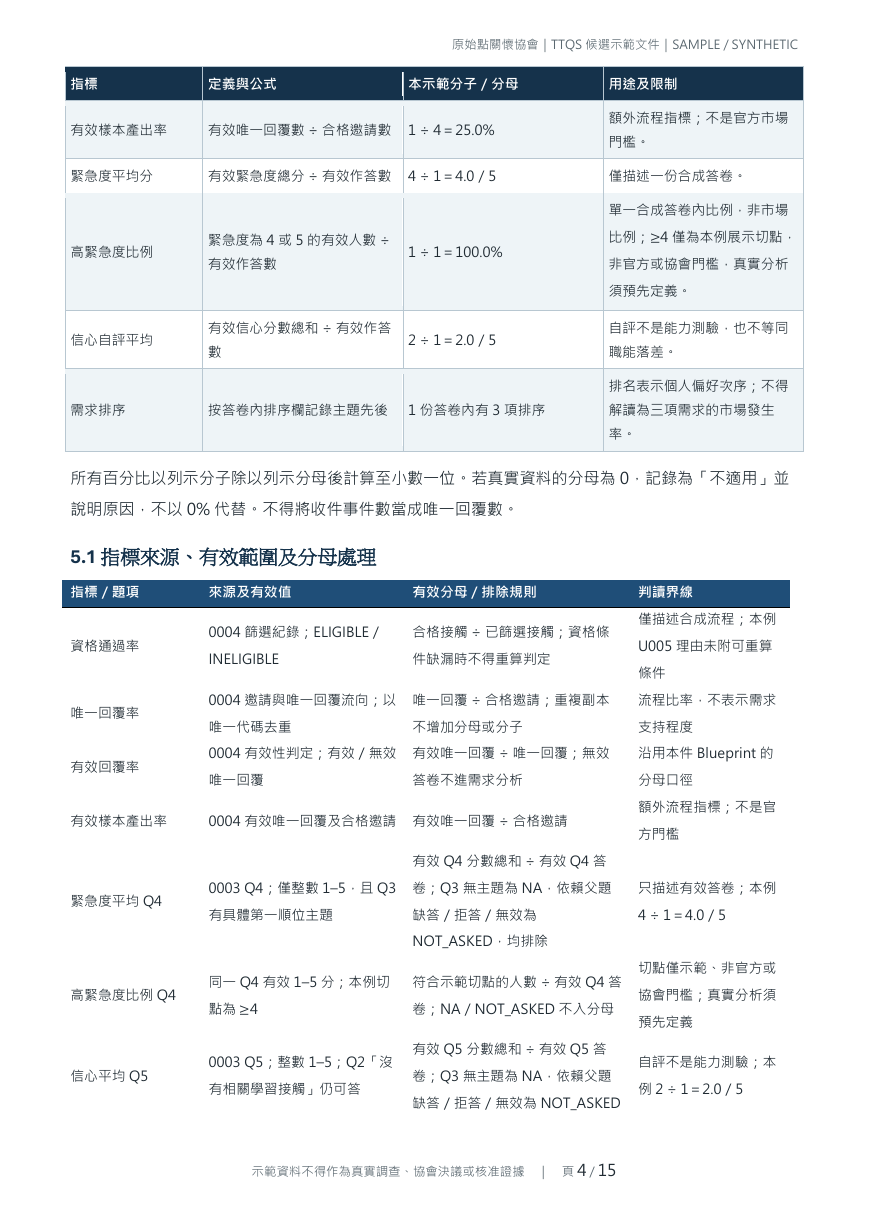 原始點關懷協會 | TTQS 候選示範文件 | SAMPLE / SYNTHETIC
指標 定義與公式 本示範分子 / 分母 用途及限制
有效樣本產出率 有效唯一回覆數 ÷ 合格邀請數 1 ÷ 4 = 25.0% 額外流程指標；不是官方市場
門檻。
緊急度平均分 有效緊急度總分 ÷ 有效作答數 4 ÷ 1 = 4.0 / 5 僅描述一份合成答卷。
高緊急度比例 緊急度為 4 或 5 的有效人數 ÷
有效作答數 1 ÷ 1 = 100.0% 單一合成答卷內比例，非市場
比例；≥4 僅為本例展示切點，
非官方或協會門檻，真實分析
須預先定義。
信心自評平均 有效信心分數總和 ÷ 有效作答
數 2 ÷ 1 = 2.0 / 5 自評不是能力測驗，也不等同
職能落差。
需求排序 按答卷內排序欄記錄主題先後 1 份答卷內有 3 項排序 排名表示個人偏好次序；不得
解讀為三項需求的市場發生
率。
所有百分比以列示分子除以列示分母後計算至小數一位。若真實資料的分母為 0，記錄為「不適用」並
說明原因，不以 0% 代替。不得將收件事件數當成唯一回覆數。
5.1 指標來源、有效範圍及分母處理
指標 / 題項 來源及有效值 有效分母 / 排除規則 判讀界線
資格通過率 0004 篩選紀錄；ELIGIBLE /
INELIGIBLE 合格接觸 ÷ 已篩選接觸；資格條
件缺漏時不得重算判定 僅描述合成流程；本例
U005 理由未附可重算
條件
唯一回覆率 0004 邀請與唯一回覆流向；以
唯一代碼去重 唯一回覆 ÷ 合格邀請；重複副本
不增加分母或分子 流程比率，不表示需求
支持程度
有效回覆率 0004 有效性判定；有效 / 無效
唯一回覆 有效唯一回覆 ÷ 唯一回覆；無效
答卷不進需求分析 沿用本件 Blueprint 的
分母口徑
有效樣本產出率 0004 有效唯一回覆及合格邀請 有效唯一回覆 ÷ 合格邀請 額外流程指標；不是官
方門檻
緊急度平均 Q4 0003 Q4；僅整數 1–5，且 Q3
有具體第一順位主題 有效 Q4 分數總和 ÷ 有效 Q4 答
卷；Q3 無主題為 NA，依賴父題
缺答 / 拒答 / 無效為
NOT_ASKED，均排除 只描述有效答卷；本例
4 ÷ 1 = 4.0 / 5
高緊急度比例 Q4 同一 Q4 有效 1–5 分；本例切
點為 ≥4 符合示範切點的人數 ÷ 有效 Q4 答
卷；NA / NOT_ASKED 不入分母 切點僅示範、非官方或
協會門檻；真實分析須
預先定義
信心平均 Q5 0003 Q5；整數 1–5；Q2「沒
有相關學習接觸」仍可答 有效 Q5 分數總和 ÷ 有效 Q5 答
卷；Q3 無主題為 NA，依賴父題
缺答 / 拒答 / 無效為 NOT_ASKED 自評不是能力測驗；本
例 2 ÷ 1 = 2.0 / 5
示範資料不得作為真實調查、協會決議或核准證據 | 頁 4 / 15